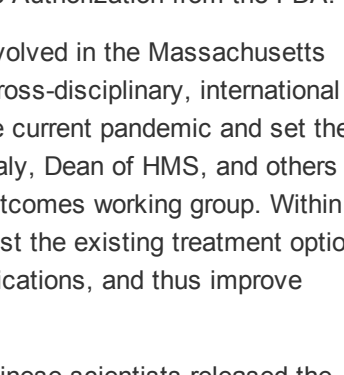 Authorization from the FDA.
volved in the Massachusetts
ross-disciplinary, international
e current pandemic and set the
aly, Dean of HMS, and others
tcomes working group. Within
st the existing treatment optio
ications, and thus improve
inese scientists released the